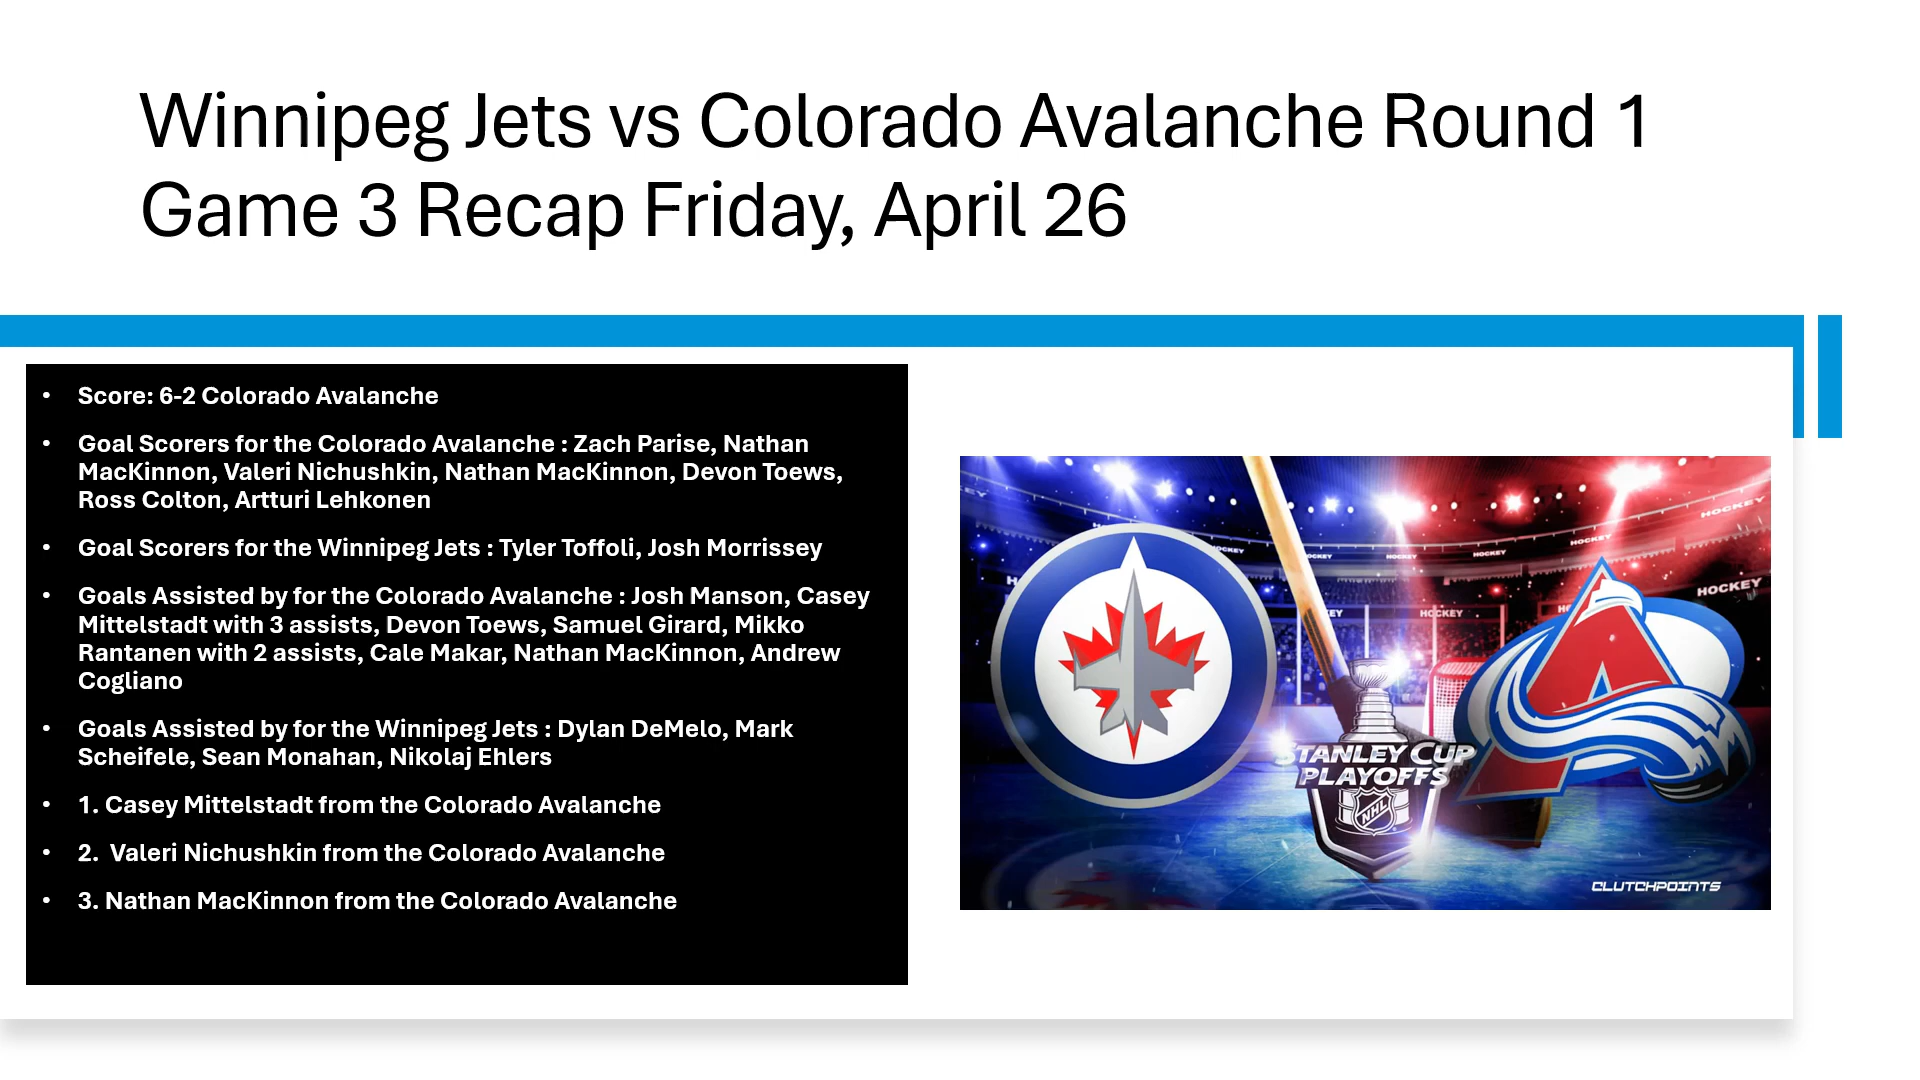 Winnipeg Jets vs Colorado Avalanche Round 1
Game 3 Recap Friday, April 26
• Score: 6-2 Colorado Avalanche
• Goal Scorers for the Colorado Avalanche : Zach Parise, Nathan
MacKinnon, Valeri Nichushkin, Nathan MacKinnon, Devon Toews,
Ross Colton, Artturi Lehkonen
• Goal Scorers for the Winnipeg Jets : Tyler Toffoli, Josh Morrissey
• Goals Assisted by for the Colorado Avalanche : Josh Manson, Casey
Mittelstadt with 3 assists, Devon Toews, Samuel Girard, Mikko
Rantanen with 2 assists, Cale Makar, Nathan MacKinnon, Andrew
Cogliano
• Goals Assisted by for the Winnipeg Jets : Dylan DeMelo, Mark
Scheifele, Sean Monahan, Nikolaj Ehlers
• 1. Casey Mittelstadt from the Colorado Avalanche
• 2.  Valeri Nichushkin from the Colorado Avalanche
• 3. Nathan MacKinnon from the Colorado Avalanche
HOCKEY
HOCKEY
HOCKEY
HOCKEY
HOCKEY
HOCKEY
STANLEY CUP
PLAYOFFS
NHL
CLUTCHPOINTS